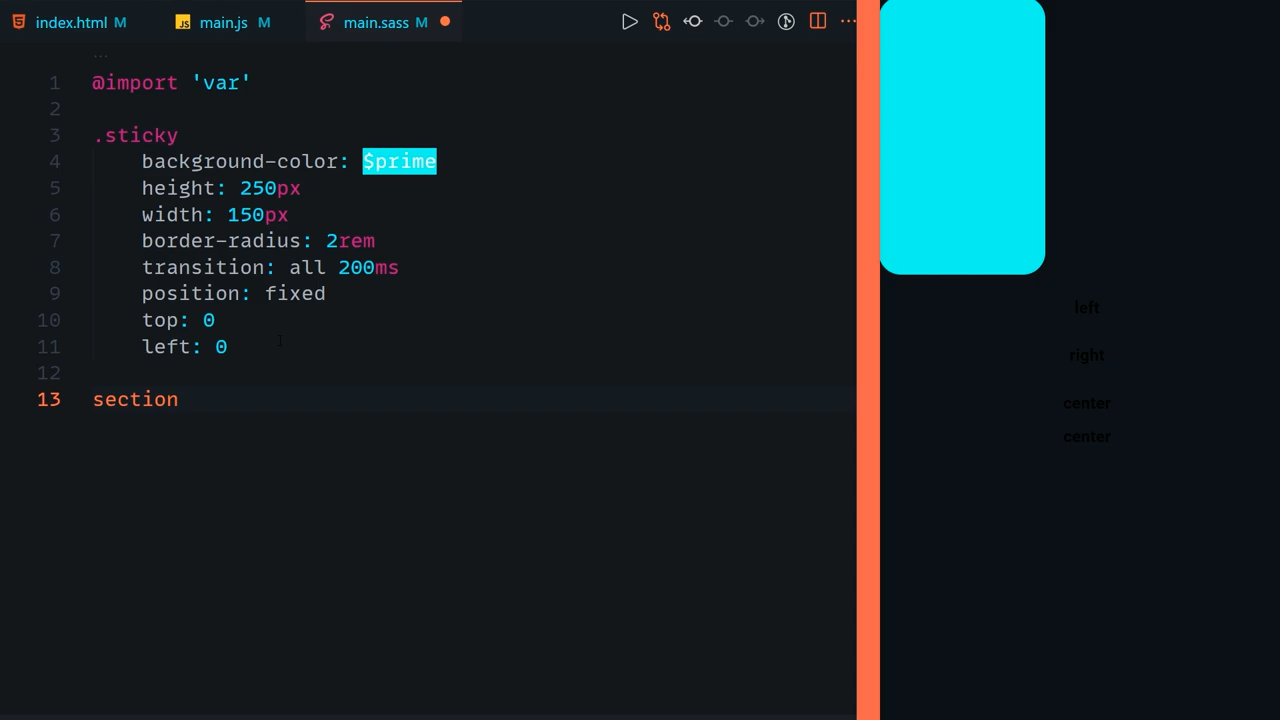 index.html M
JS main.js M
main.sass M
...
1 @import 'var'
2
3 .sticky
4 background-color: $prime
5 height: 250px
6 width: 150px
7 border-radius: 2rem
8 transition: all 200ms
9 position: fixed
10 top: 0
11 left: 0
12
13 section
left
right
center
center